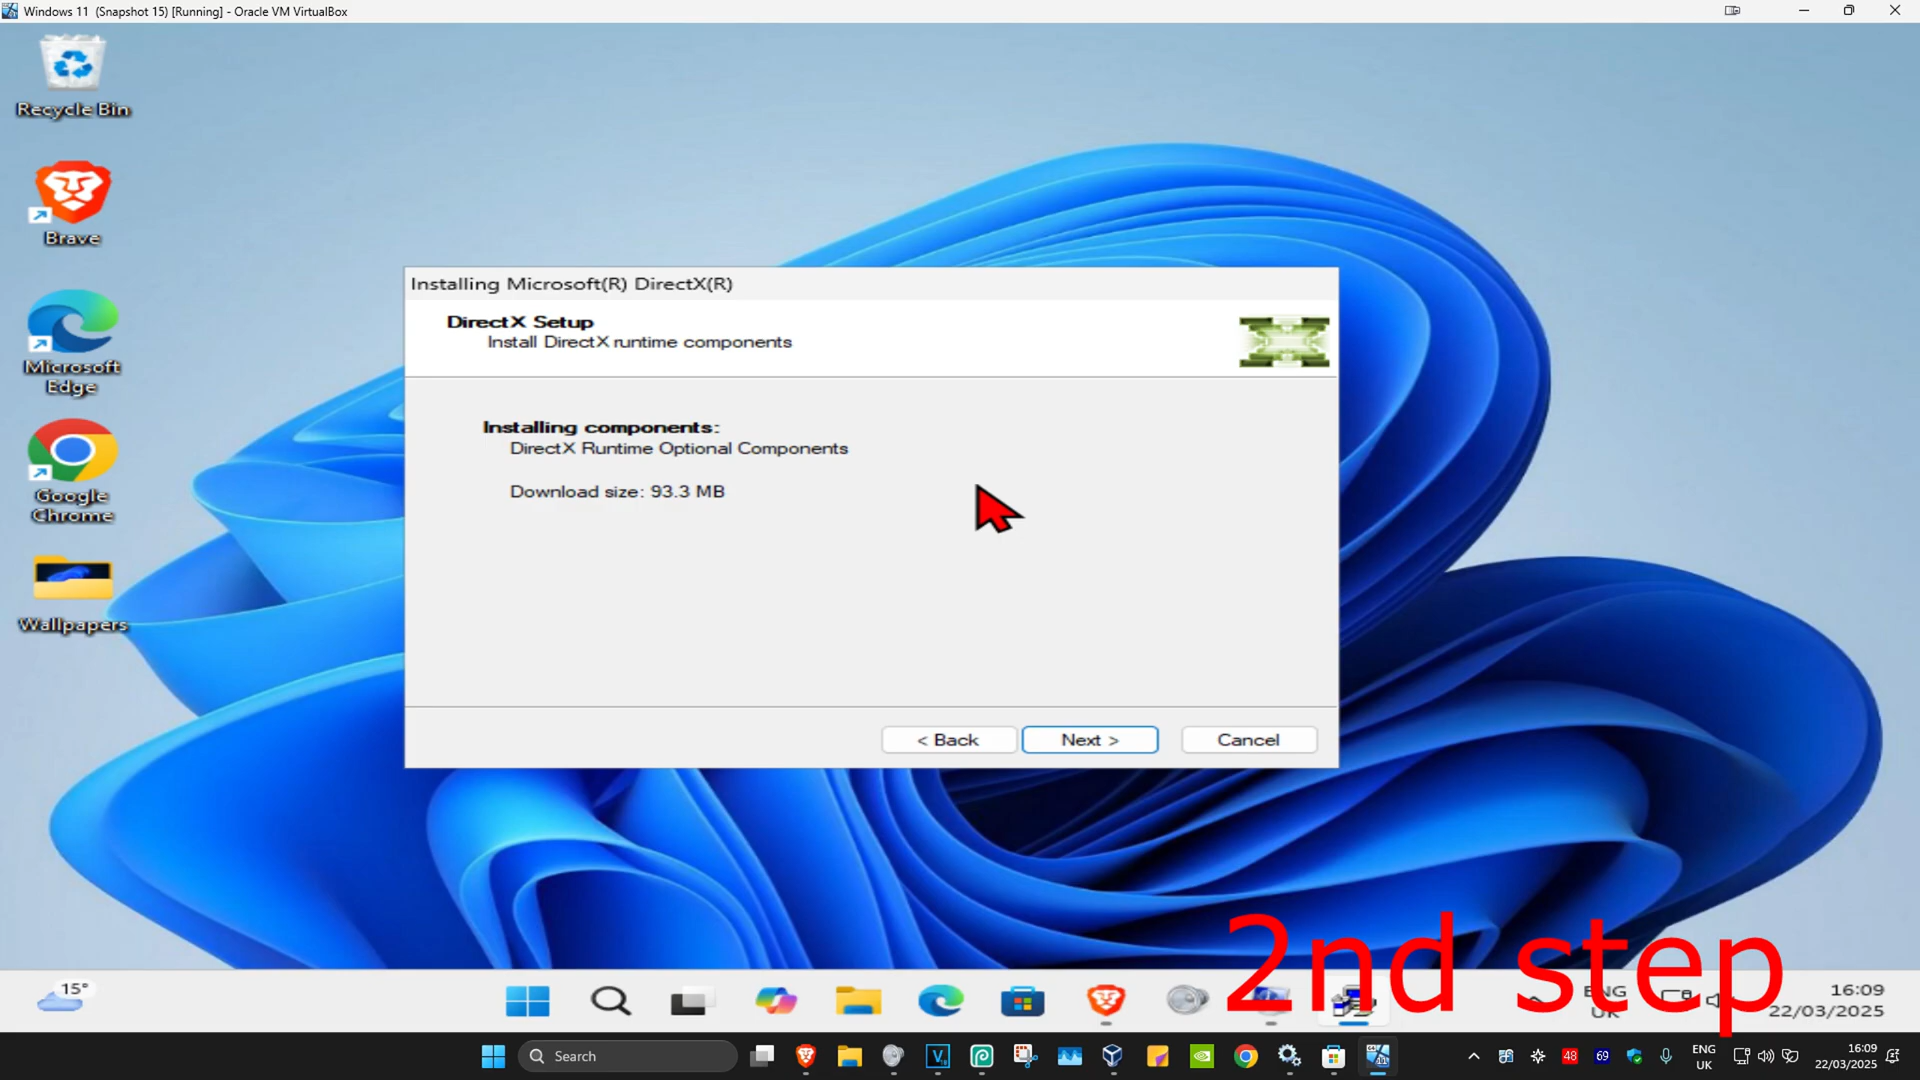 Windows 11 (Snapshot 15) [Running] - Oracle VM VirtualBox
Recycle Bin
Brave
Microsoft
Edge
Google
Chrome
Wallpapers
Installing Microsoft(R) DirectX(R)
DirectX Setup
Install DirectX runtime components
Installing components:
DirectX Runtime Optional Components
Download size: 93.3 MB
< Back
Next >
Cancel
2nd step
15°
ENG
UK
16:09
22/03/2025
Search
48
69
ENG
UK
16:09
22/03/2025